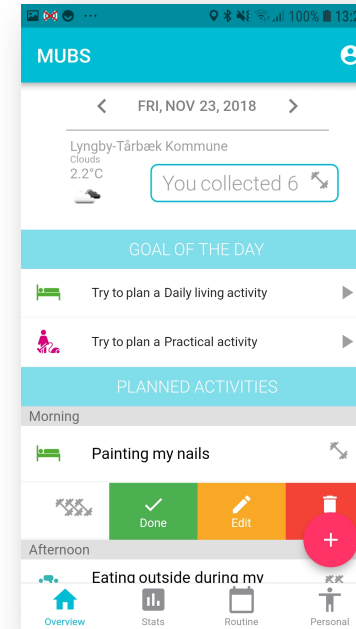 100% 13:2
MUBS
FRI, NOV 23, 2018
Lyngby-Tårbæk Kommune
Clouds
2.2°C
You collected 6
GOAL OF THE DAY
Try to plan a Daily living activity
Try to plan a Practical activity
PLANNED ACTIVITIES
Morning
Painting my nails
Done Edit
Afternoon
Eating outside during my
Overview Stats Routine Personal